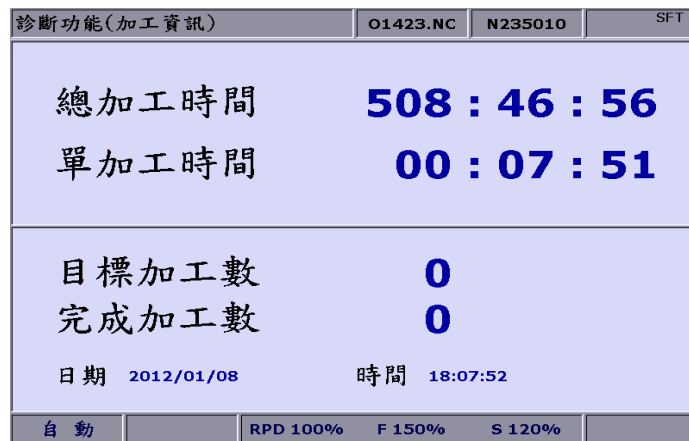 診斷功能(加工資訊) O1423.NC N235010 SFT
總加工時間 508 : 46 : 56
單加工時間 00 : 07 : 51
目標加工數 0
完成加工數 0
日期 2012/01/08 時間 18:07:52
自動 RPD 100% F 150% S 120%